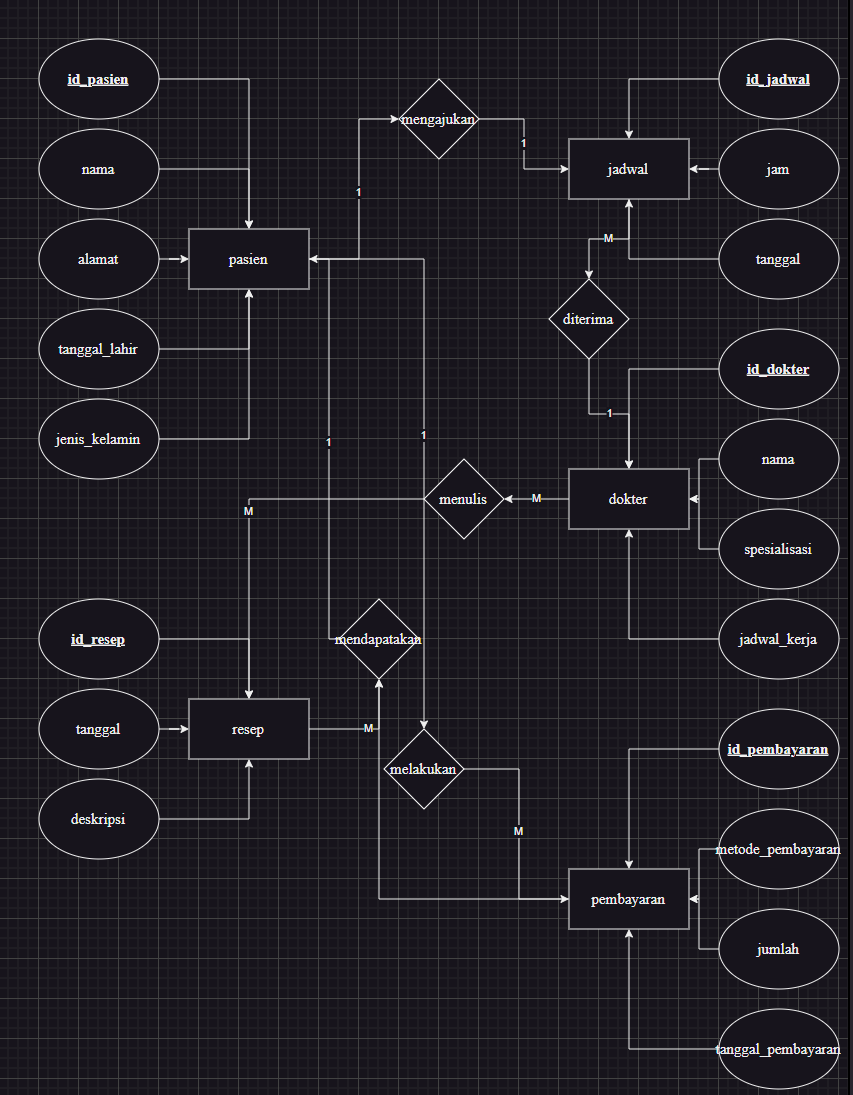 id_pasien
id_jadwal
mengajukan
1
nama
jadwal
jam
1
M
alamat
pasien
tanggal
diterima
tanggal_lahir
id_dokter
1
jenis_kelamin
1
1
nama
menulis
M
dokter
M
spesialisasi
id_resep
mendapatakan
jadwal_kerja
tanggal
resep
M
id_pembayaran
melakukan
deskripsi
M
metode_pembayaran
pembayaran
jumlah
tanggal_pembayaran